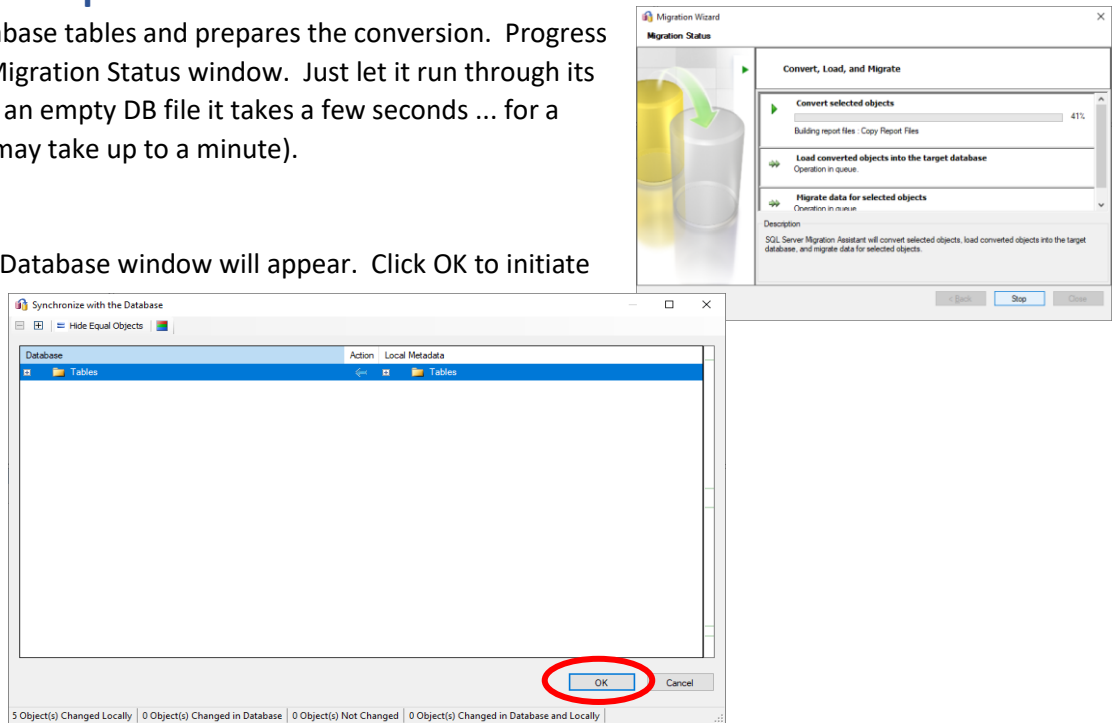 base tables and prepares the conversion.  Progress
Migration Status window.  Just let it run through its
an empty DB file it takes a few seconds ... for a
may take up to a minute).
Database window will appear.  Click OK to initiate
Migration Wizard
Migration Status
Convert, Load, and Migrate
Convert selected objects
41%
Building report files : Copy Report Files
Load converted objects into the target database
Operation in queue.
Migrate data for selected objects
Operation in queue
Description
SQL Server Migration Assistant will convert selected objects, load converted objects into the target
database, and migrate data for selected objects.
< Back Stop Close
Synchronize with the Database
Hide Equal Objects
Database Action Local Metadata
Tables Tables
OK Cancel
5 Object(s) Changed Locally 0 Object(s) Changed in Database 0 Object(s) Not Changed 0 Object(s) Changed in Database and Locally